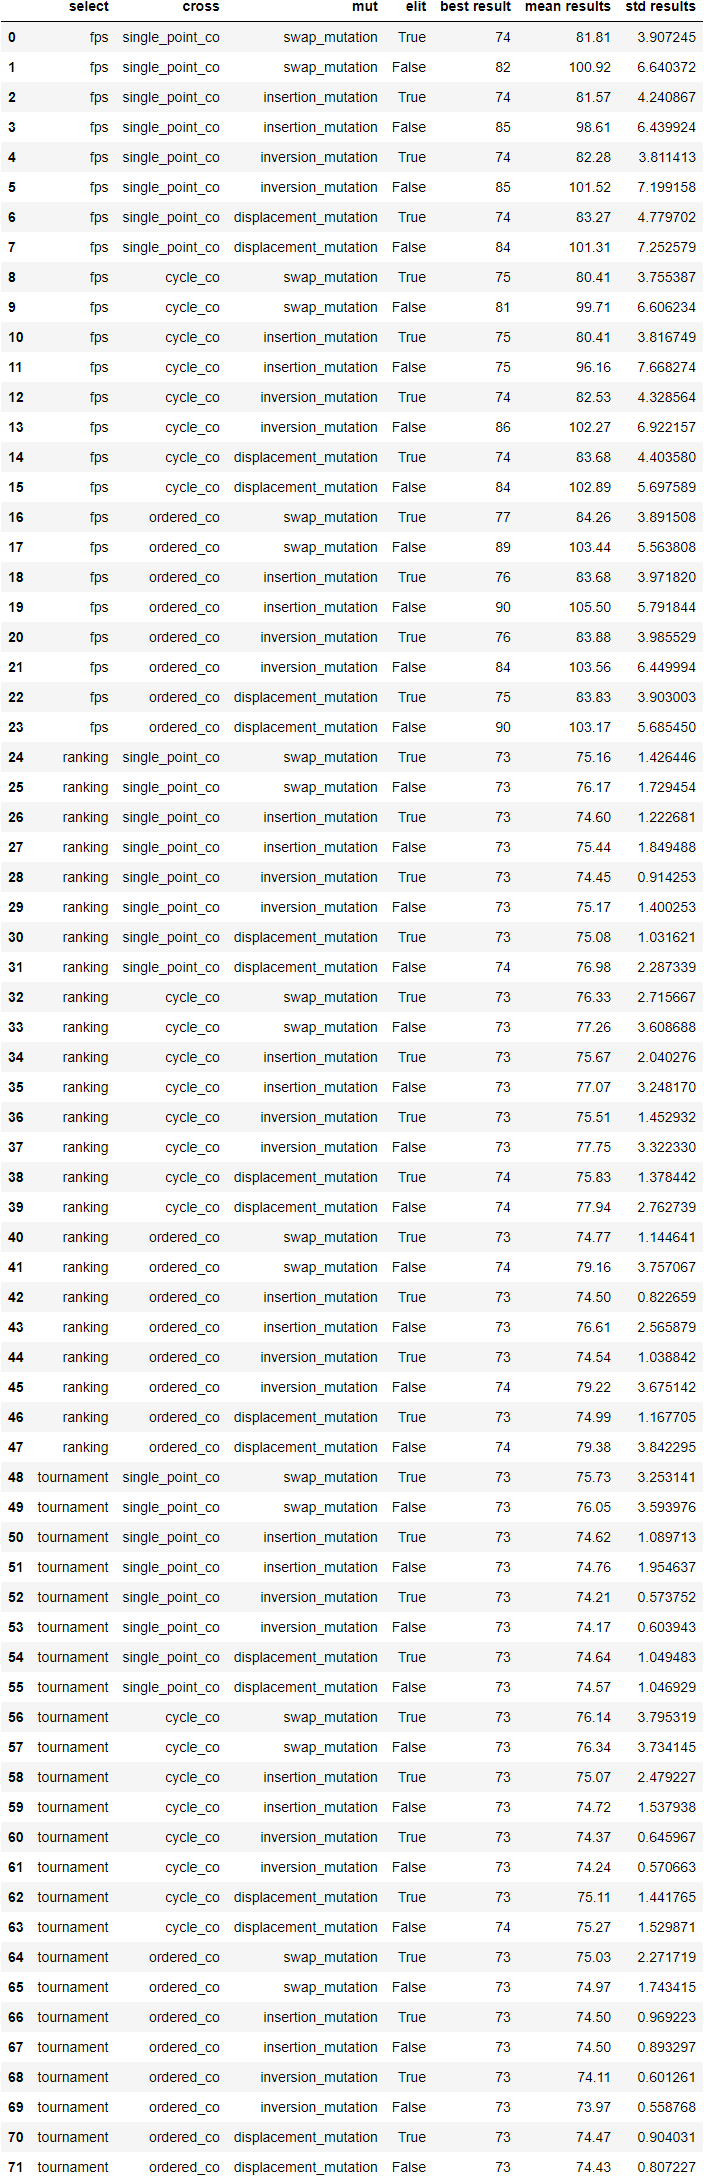 select cross mut elit best result mean results std results
0 fps single_point_co swap_mutation True 74 81.81 3.907245
1 fps single_point_co swap_mutation False 82 100.92 6.640372
2 fps single_point_co insertion_mutation True 74 81.57 4.240867
3 fps single_point_co insertion_mutation False 85 98.61 6.439924
4 fps single_point_co inversion_mutation True 74 82.28 3.811413
5 fps single_point_co inversion_mutation False 85 101.52 7.199158
6 fps single_point_co displacement_mutation True 74 83.27 4.779702
7 fps single_point_co displacement_mutation False 84 101.31 7.252579
8 fps cycle_co swap_mutation True 75 80.41 3.755387
9 fps cycle_co swap_mutation False 81 99.71 6.606234
10 fps cycle_co insertion_mutation True 75 80.41 3.816749
11 fps cycle_co insertion_mutation False 75 96.16 7.668274
12 fps cycle_co inversion_mutation True 74 82.53 4.328564
13 fps cycle_co inversion_mutation False 86 102.27 6.922157
14 fps cycle_co displacement_mutation True 74 83.68 4.403580
15 fps cycle_co displacement_mutation False 84 102.89 5.697589
16 fps ordered_co swap_mutation True 77 84.26 3.891508
17 fps ordered_co swap_mutation False 89 103.44 5.563808
18 fps ordered_co insertion_mutation True 76 83.68 3.971820
19 fps ordered_co insertion_mutation False 90 105.50 5.791844
20 fps ordered_co inversion_mutation True 76 83.88 3.985529
21 fps ordered_co inversion_mutation False 84 103.56 6.449994
22 fps ordered_co displacement_mutation True 75 83.83 3.903003
23 fps ordered_co displacement_mutation False 90 103.17 5.685450
24 ranking single_point_co swap_mutation True 73 75.16 1.426446
25 ranking single_point_co swap_mutation False 73 76.17 1.729454
26 ranking single_point_co insertion_mutation True 73 74.60 1.222681
27 ranking single_point_co insertion_mutation False 73 75.44 1.849488
28 ranking single_point_co inversion_mutation True 73 74.45 0.914253
29 ranking single_point_co inversion_mutation False 73 75.17 1.400253
30 ranking single_point_co displacement_mutation True 73 75.08 1.031621
31 ranking single_point_co displacement_mutation False 74 76.98 2.287339
32 ranking cycle_co swap_mutation True 73 76.33 2.715667
33 ranking cycle_co swap_mutation False 73 77.26 3.608688
34 ranking cycle_co insertion_mutation True 73 75.67 2.040276
35 ranking cycle_co insertion_mutation False 73 77.07 3.248170
36 ranking cycle_co inversion_mutation True 73 75.51 1.452932
37 ranking cycle_co inversion_mutation False 73 77.75 3.322330
38 ranking cycle_co displacement_mutation True 74 75.83 1.378442
39 ranking cycle_co displacement_mutation False 74 77.94 2.762739
40 ranking ordered_co swap_mutation True 73 74.77 1.144641
41 ranking ordered_co swap_mutation False 74 79.16 3.757067
42 ranking ordered_co insertion_mutation True 73 74.50 0.822659
43 ranking ordered_co insertion_mutation False 73 76.61 2.565879
44 ranking ordered_co inversion_mutation True 73 74.54 1.038842
45 ranking ordered_co inversion_mutation False 74 79.22 3.675142
46 ranking ordered_co displacement_mutation True 73 74.99 1.167705
47 ranking ordered_co displacement_mutation False 74 79.38 3.842295
48 tournament single_point_co swap_mutation True 73 75.73 3.253141
49 tournament single_point_co swap_mutation False 73 76.05 3.593976
50 tournament single_point_co insertion_mutation True 73 74.62 1.089713
51 tournament single_point_co insertion_mutation False 73 74.76 1.954637
52 tournament single_point_co inversion_mutation True 73 74.21 0.573752
53 tournament single_point_co inversion_mutation False 73 74.17 0.603943
54 tournament single_point_co displacement_mutation True 73 74.64 1.049483
55 tournament single_point_co displacement_mutation False 73 74.57 1.046929
56 tournament cycle_co swap_mutation True 73 76.14 3.795319
57 tournament cycle_co swap_mutation False 73 76.34 3.734145
58 tournament cycle_co insertion_mutation True 73 75.07 2.479227
59 tournament cycle_co insertion_mutation False 73 74.72 1.537938
60 tournament cycle_co inversion_mutation True 73 74.37 0.645967
61 tournament cycle_co inversion_mutation False 73 74.24 0.570663
62 tournament cycle_co displacement_mutation True 73 75.11 1.441765
63 tournament cycle_co displacement_mutation False 74 75.27 1.529871
64 tournament ordered_co swap_mutation True 73 75.03 2.271719
65 tournament ordered_co swap_mutation False 73 74.97 1.743415
66 tournament ordered_co insertion_mutation True 73 74.50 0.969223
67 tournament ordered_co insertion_mutation False 73 74.50 0.893297
68 tournament ordered_co inversion_mutation True 73 74.11 0.601261
69 tournament ordered_co inversion_mutation False 73 73.97 0.558768
70 tournament ordered_co displacement_mutation True 73 74.47 0.904031
71 tournament ordered_co displacement_mutation False 73 74.43 0.807227